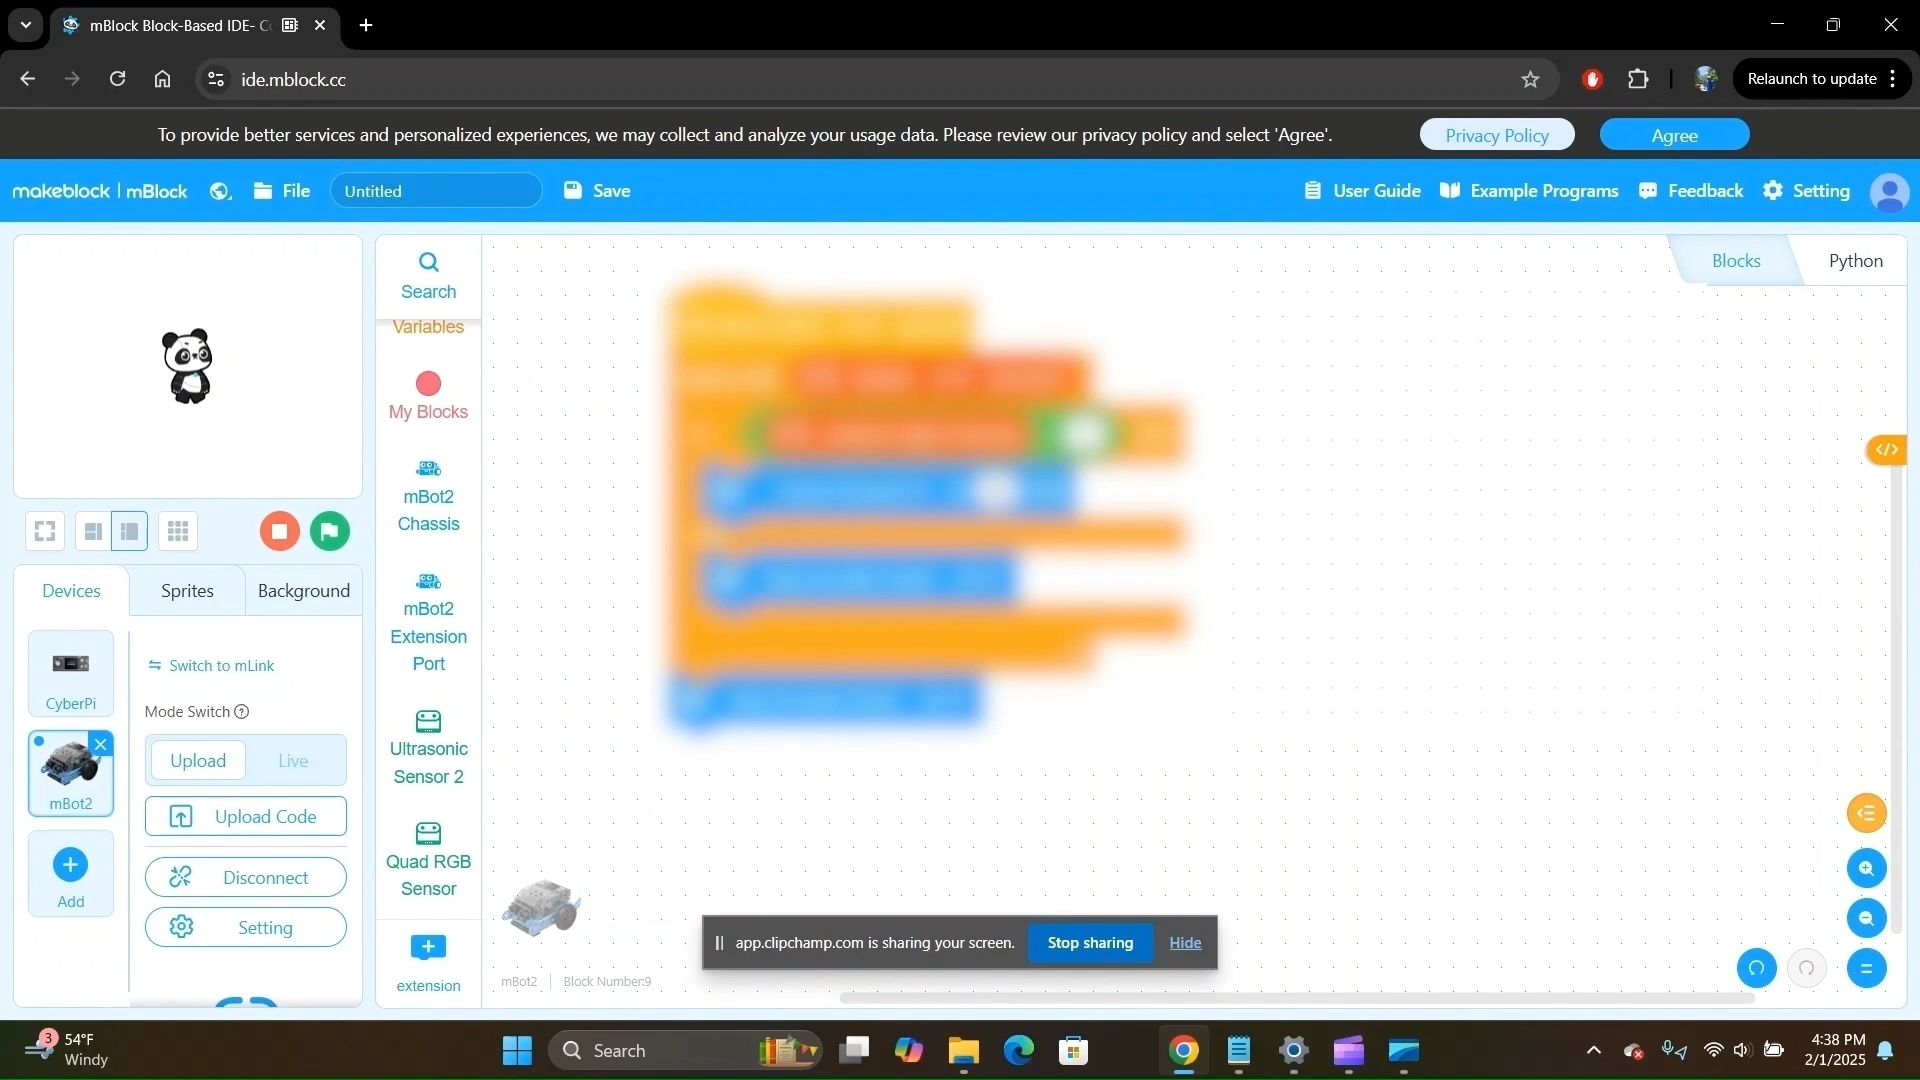 mBlock Block-Based IDE- Co
ide.mblock.cc
Relaunch to update
To provide better services and personalized experiences, we may collect and analyze your usage data. Please review our privacy policy and select 'Agree'.
Privacy Policy
Agree
makeblock | mBlock
File
Untitled
Save
User Guide
Example Programs
Feedback
Setting
Search
Variables
My Blocks
mBot2
Chassis
mBot2
Extension
Port
Ultrasonic
Sensor 2
Quad RGB
Sensor
extension
Blocks
Python
Devices
Sprites
Background
CyberPi
mBot2
Add
Switch to mLink
Mode Switch
Upload
Live
Upload Code
Disconnect
Setting
app.clipchamp.com is sharing your screen.
Stop sharing
Hide
mBot2
Block Number:9
3
54°F
Windy
Search
4:38 PM
2/1/2025